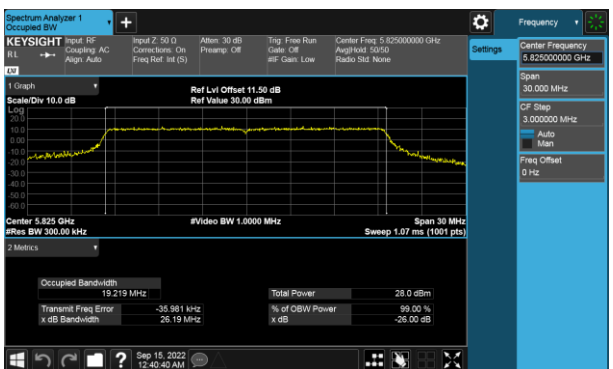 Spectrum Analyzer 1
Occupied BW
+
Frequency
KEYSIGHT
RL
LXI
Input: RF
Coupling: AC
Align: Auto
Input Z: 50 Ω
Corrections: On
Freq Ref: Int (S)
Atten: 30 dB
Preamp: Off
Trig: Free Run
Gate: Off
#IF Gain: Low
Center Freq: 5.825000000 GHz
Avg|Hold: 50/50
Radio Std: None
Settings
Center Frequency
5.825000000 GHz
Span
30.000 MHz
CF Step
3.000000 MHz
Auto
Man
Freq Offset
0 Hz
1 Graph
Scale/Div 10.0 dB
Ref Lvl Offset 11.50 dB
Ref Value 30.00 dBm
Log
20.0
10.0
0.00
-10.0
-20.0
-30.0
-40.0
-50.0
-60.0
Center 5.825 GHz
#Res BW 300.00 kHz
#Video BW 1.0000 MHz
Span 30 MHz
Sweep 1.07 ms (1001 pts)
2 Metrics
Occupied Bandwidth
19.219 MHz
Total Power 28.0 dBm
Transmit Freq Error -35.981 kHz
% of OBW Power 99.00 %
x dB Bandwidth 26.19 MHz
x dB -26.00 dB
?
Sep 15, 2022
12:40:40 AM